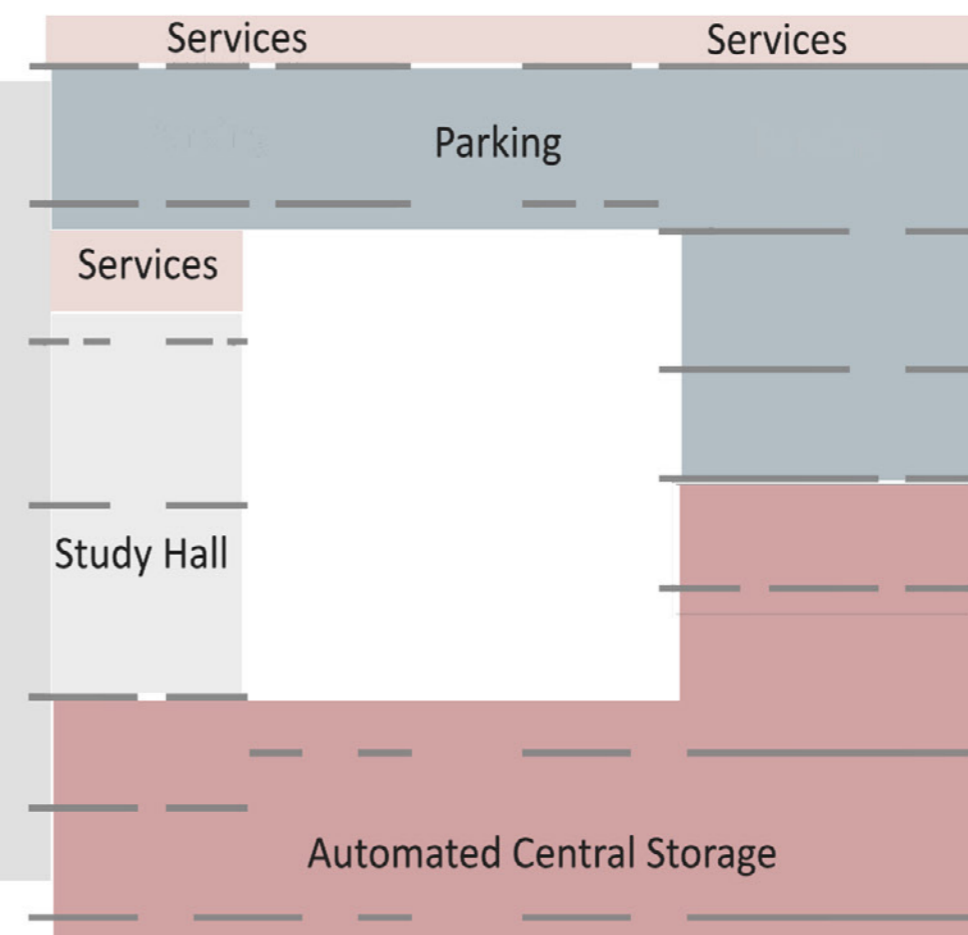 Services
Services
Parking
Services
Study Hall
Automated Central Storage